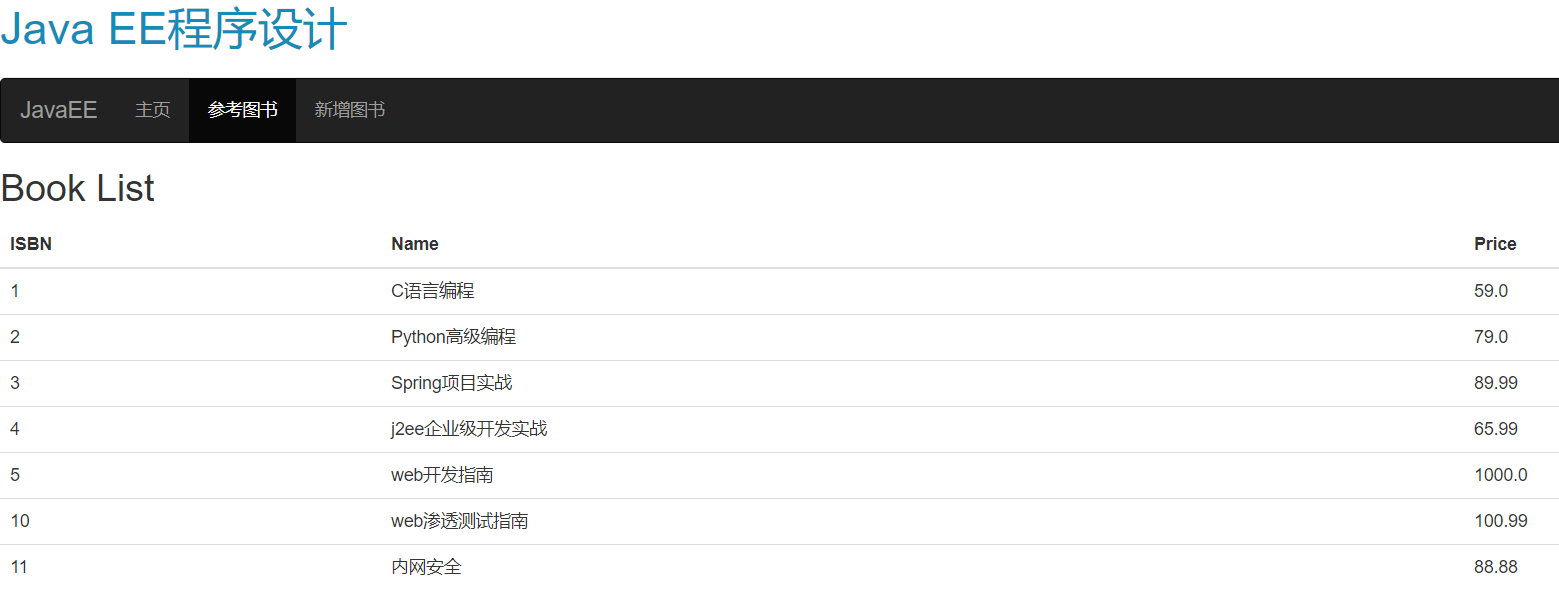 Java EE程序设计
JavaEE 主页 参考图书 新增图书
Book List
ISBN Name Price
1 C语言编程 59.0
2 Python高级编程 79.0
3 Spring项目实战 89.99
4 j2ee企业级开发实战 65.99
5 web开发指南 1000.0
10 web渗透测试指南 100.99
11 内网安全 88.88